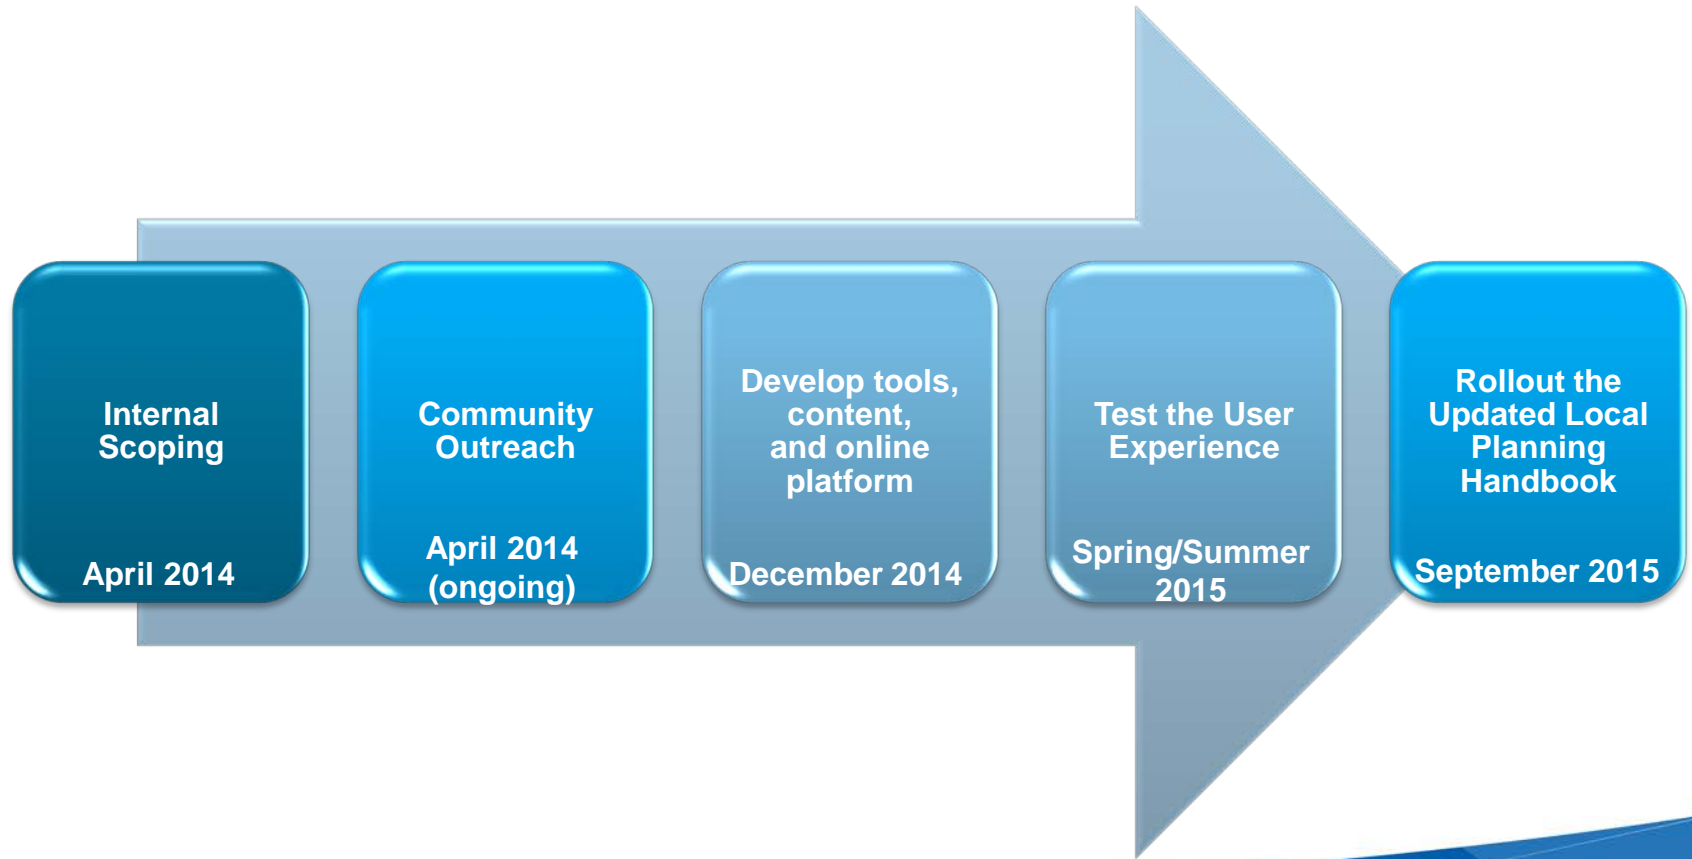 Internal
Scoping
April 2014
Community
Outreach
April 2014
(ongoing)
Develop tools,
content,
and online
platform
December 2014
Test the User
Experience
Spring/Summer
2015
Rollout the
Updated Local
Planning
Handbook
September 2015